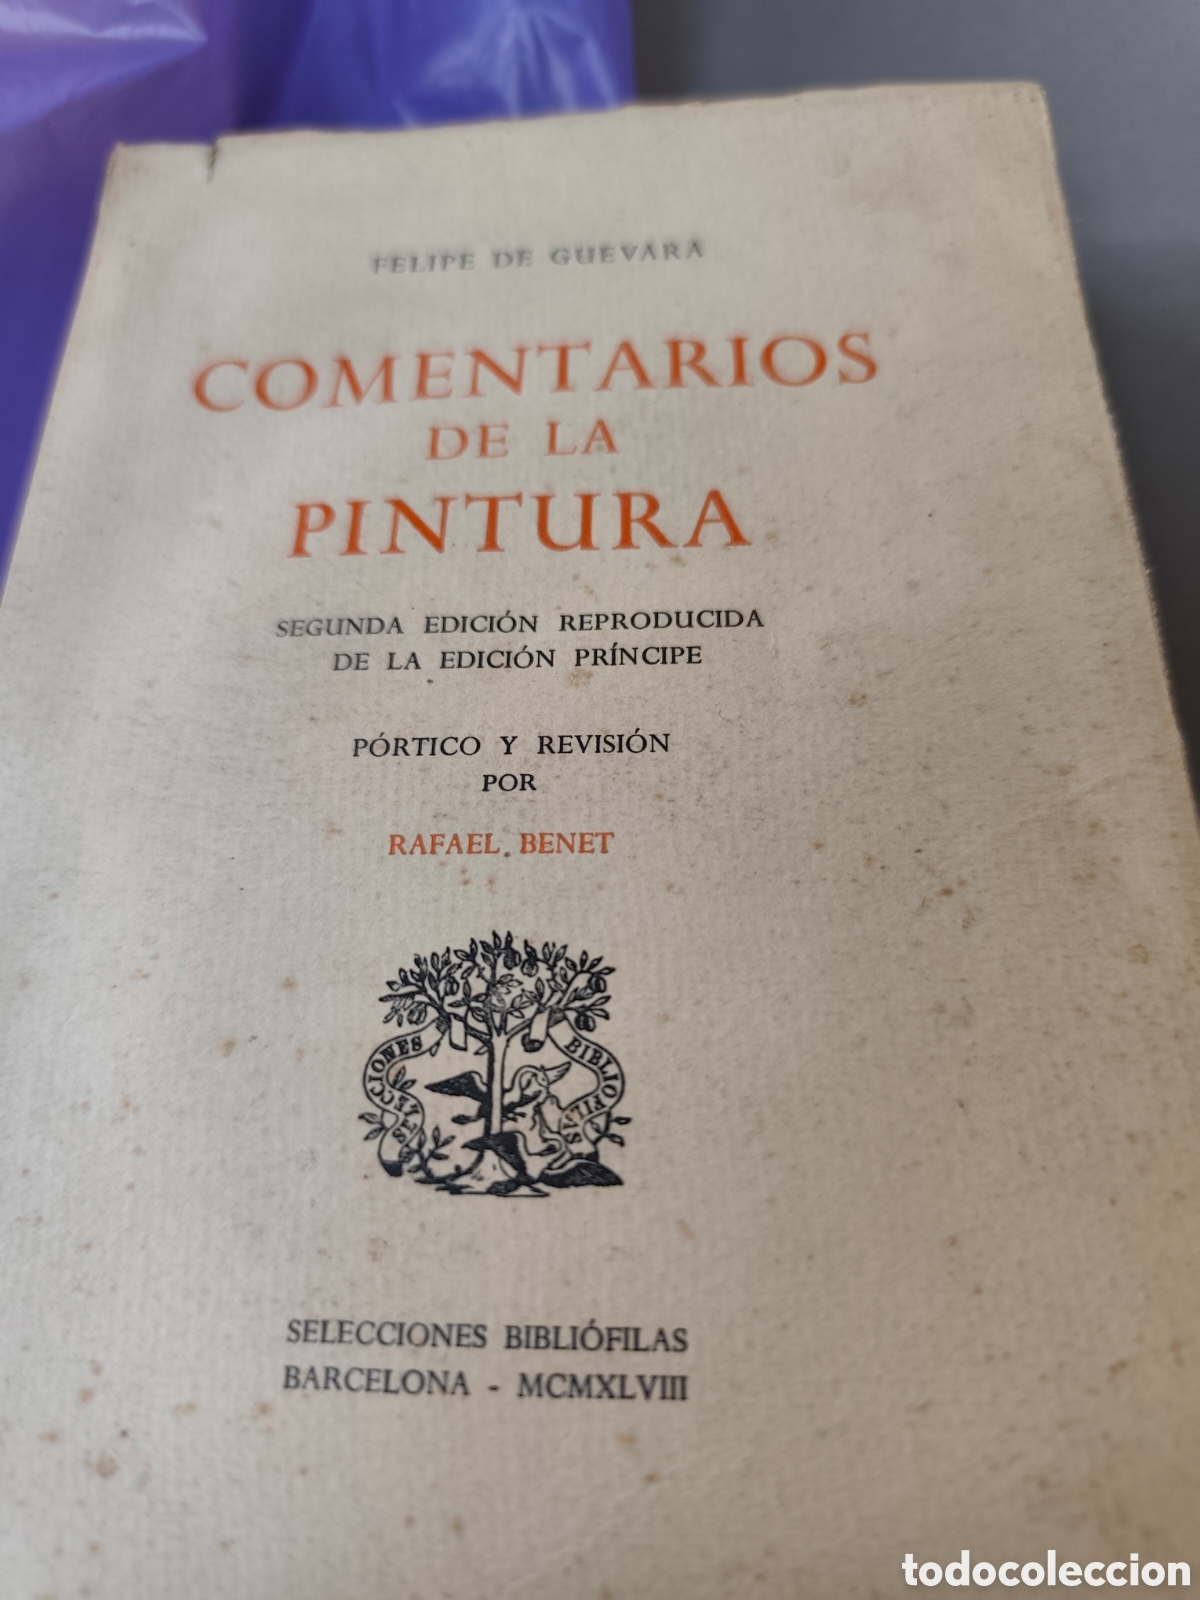 FELIPE DE GUEVARA
COMENTARIOS
DE LA
PINTURA
SEGUNDA EDICIÓN REPRODUCIDA
DE LA EDICIÓN PRÍNCIPE
PÓRTICO Y REVISIÓN
POR
RAFAEL BENET
SELECCIONES BIBLIOFILAS
SELECCIONES BIBLIÓFILAS
BARCELONA - MCMXLVIII
todocoleccion